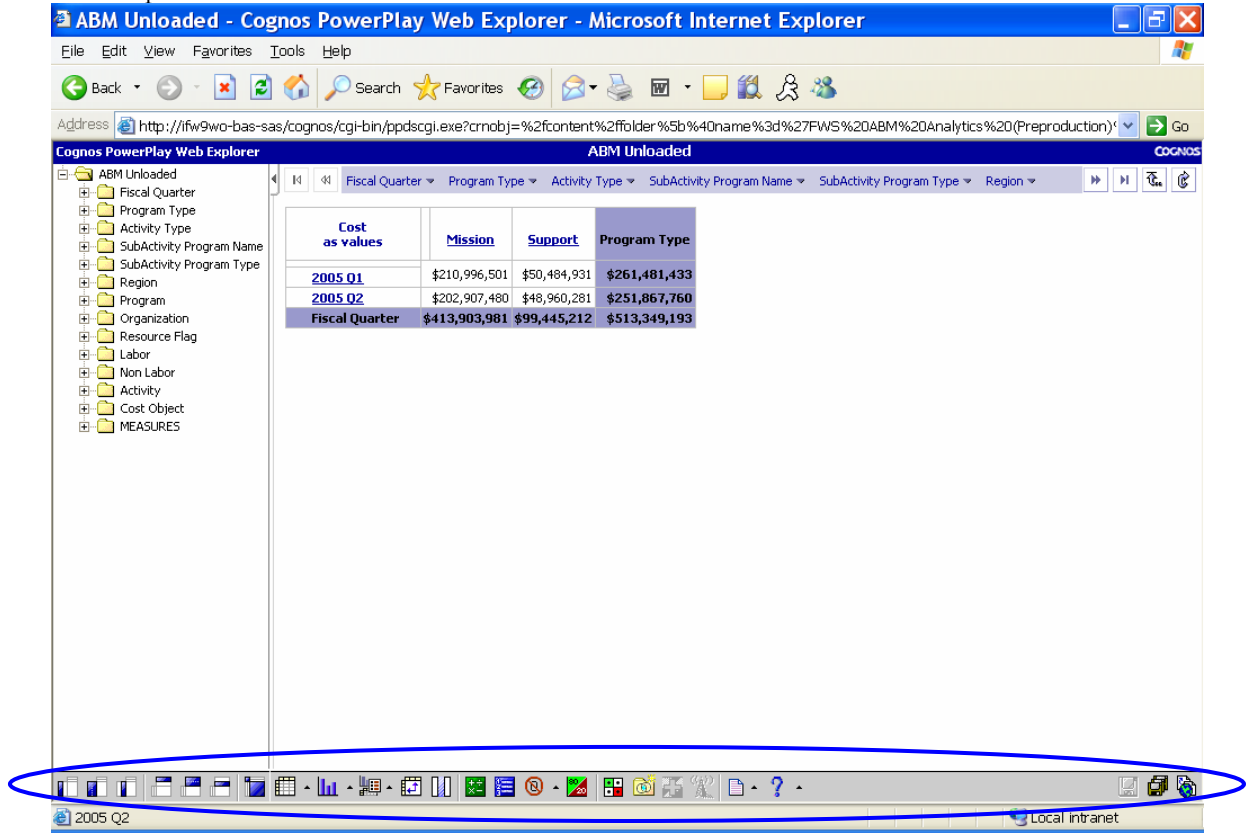 ABM Unloaded - Cognos PowerPlay Web Explorer - Microsoft Internet Explorer
File Edit View Favorites Tools Help
Back Search Favorites
Address http://ifw9wo-bas-sas/cognos/cgi-bin/ppdscgi.exe?crnobj=%2fcontent%2ffolder%5b%40name%3d%27FWS%20ABM%20Analytics%20(Preproduction) Go
Cognos PowerPlay Web Explorer ABM Unloaded COGNOS
ABM Unloaded
Fiscal Quarter
Program Type
Activity Type
SubActivity Program Name
SubActivity Program Type
Region
Program
Organization
Resource Flag
Labor
Non Labor
Activity
Cost Object
MEASURES
Fiscal Quarter Program Type Activity Type SubActivity Program Name SubActivity Program Type Region
Cost
as values Mission Support Program Type
2005 Q1 $210,996,501 $50,484,931 $261,481,433
2005 Q2 $202,907,480 $48,960,281 $251,867,760
Fiscal Quarter $413,903,981 $99,445,212 $513,349,193
2005 Q2 Local intranet